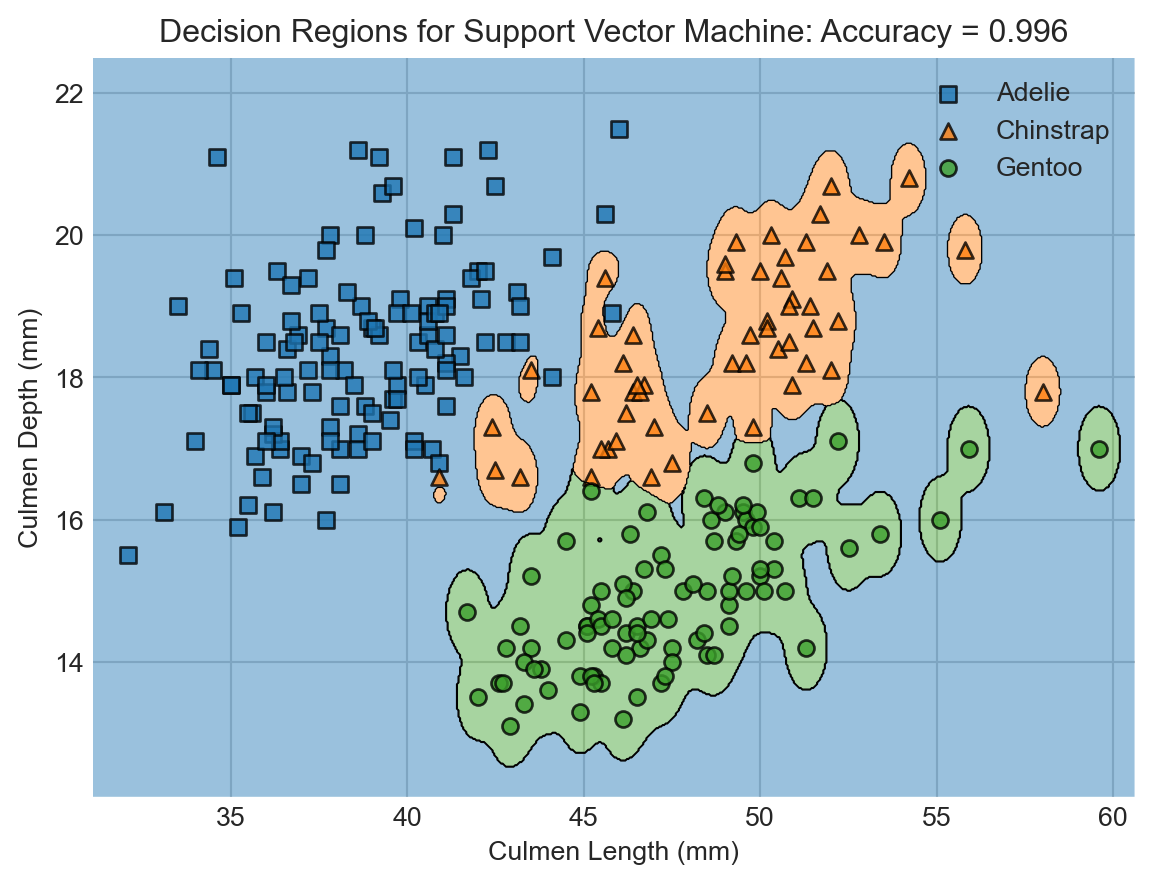 Decision Regions for Support Vector Machine: Accuracy = 0.996
Adelie
Chinstrap
Gentoo
22
20
18
16
14
Culmen Depth (mm)
35 40 45 50 55 60
Culmen Length (mm)